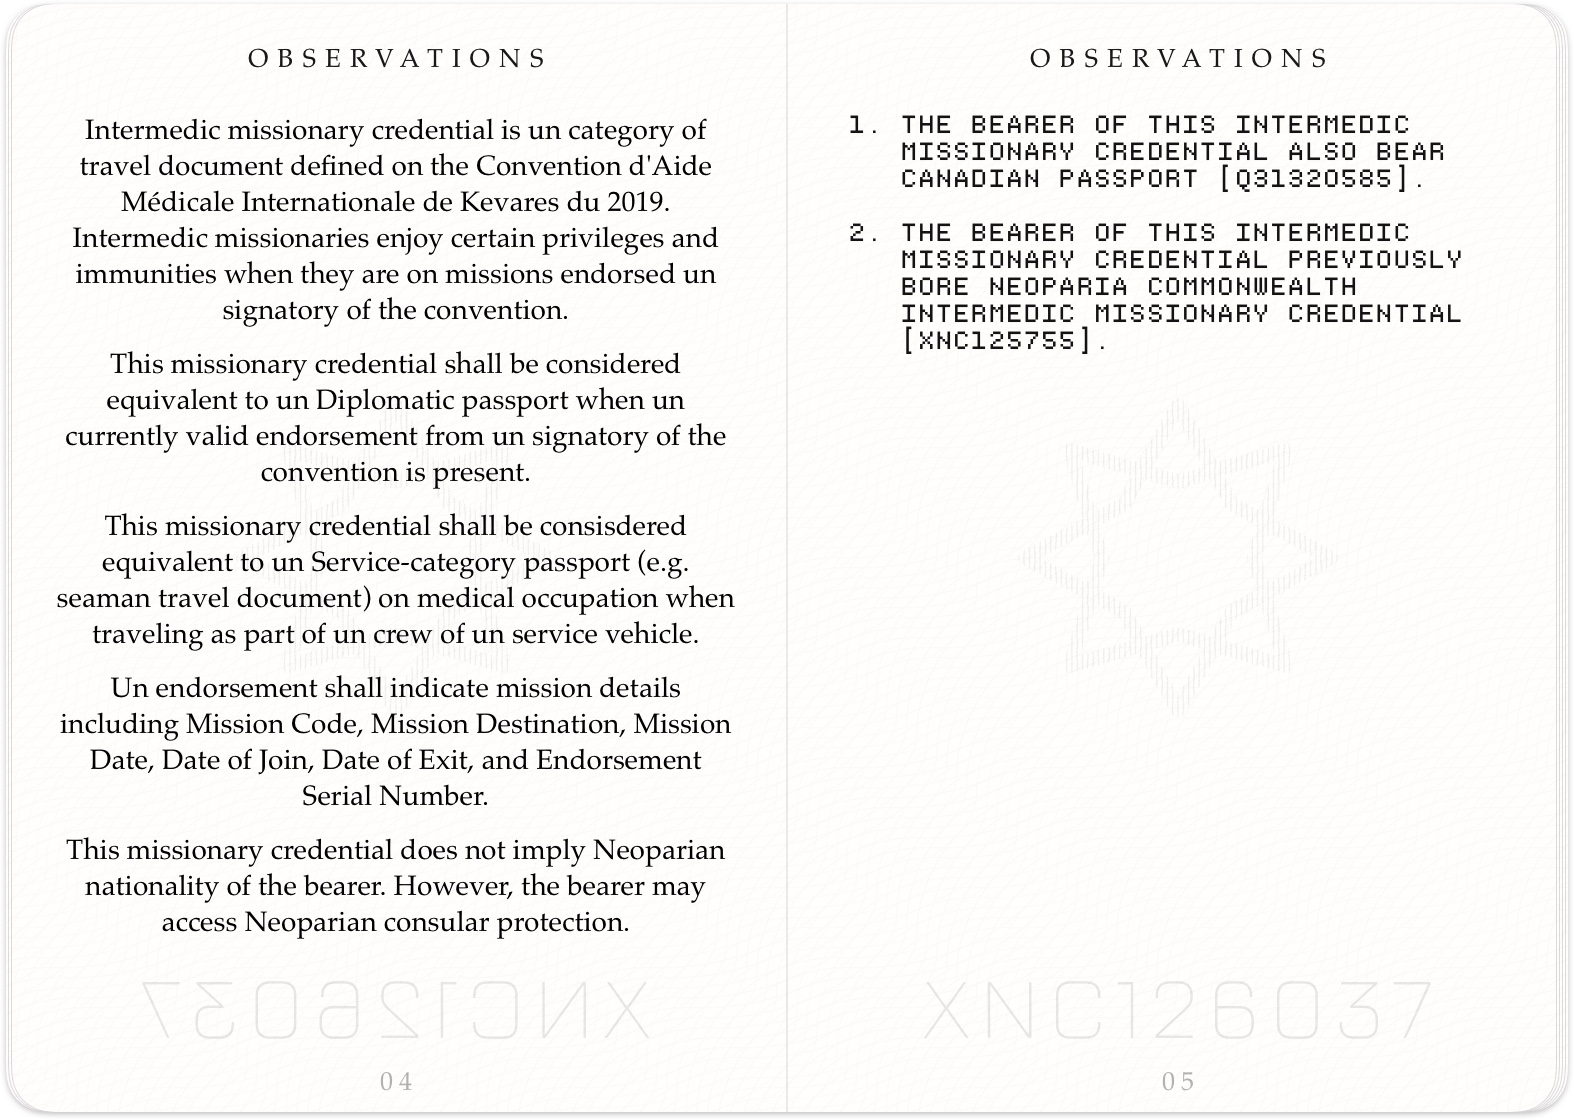 OBSERVATIONS
Intermedic missionary credential is un category of
travel document defined on the Convention d'Aide
Médicale Internationale de Kevares du 2019.
Intermedic missionaries enjoy certain privileges and
immunities when they are on missions endorsed un
signatory of the convention.
This missionary credential shall be considered
equivalent to un Diplomatic passport when un
currently valid endorsement from un signatory of the
convention is present.
This missionary credential shall be consisdered
equivalent to un Service-category passport (e.g.
seaman travel document) on medical occupation when
traveling as part of un crew of un service vehicle.
Un endorsement shall indicate mission details
including Mission Code, Mission Destination, Mission
Date, Date of Join, Date of Exit, and Endorsement
Serial Number.
This missionary credential does not imply Neoparian
nationality of the bearer. However, the bearer may
access Neoparian consular protection.
XNC126037
04
OBSERVATIONS
1. THE BEARER OF THIS INTERMEDIC
MISSIONARY CREDENTIAL ALSO BEAR
CANADIAN PASSPORT [Q31320585].
2. THE BEARER OF THIS INTERMEDIC
MISSIONARY CREDENTIAL PREVIOUSLY
BORE NEOPARIA COMMONWEALTH
INTERMEDIC MISSIONARY CREDENTIAL
[XNC125755].
XNC126037
05